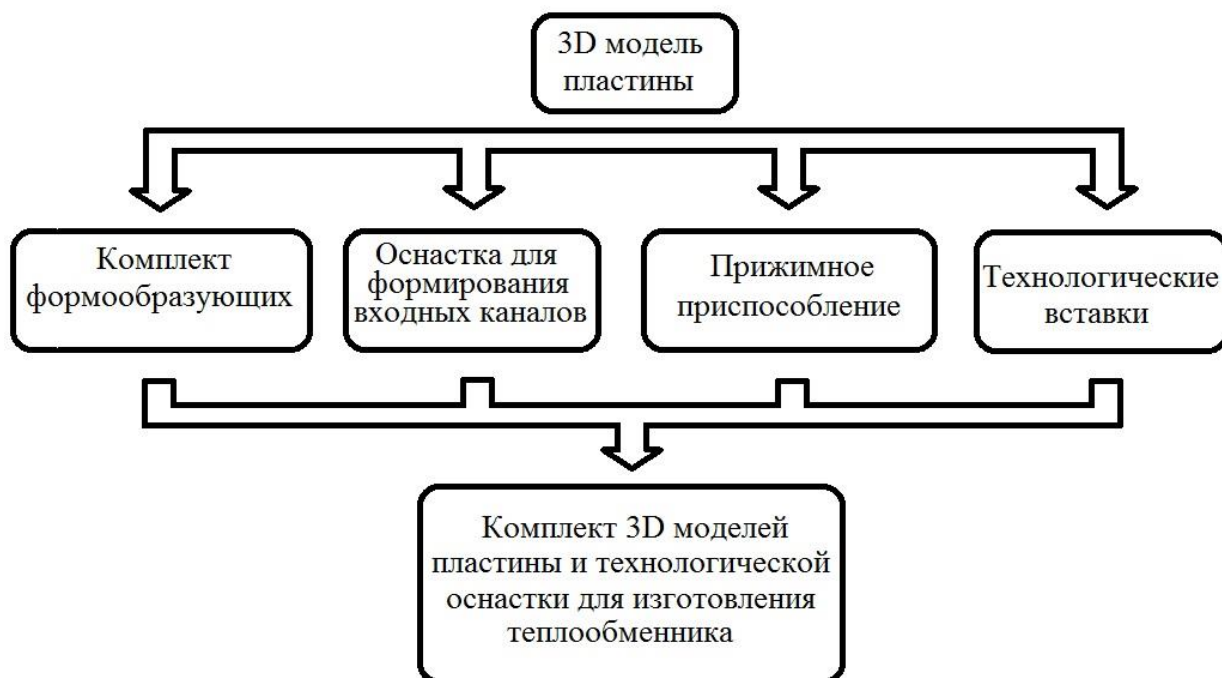 3D модель
пластины
Комплект
формообразующих
Оснастка для
формирования
входных каналов
Прижимное
приспособление
Технологические
вставки
Комплект 3D моделей
пластины и технологической
оснастки для изготовления
теплообменника